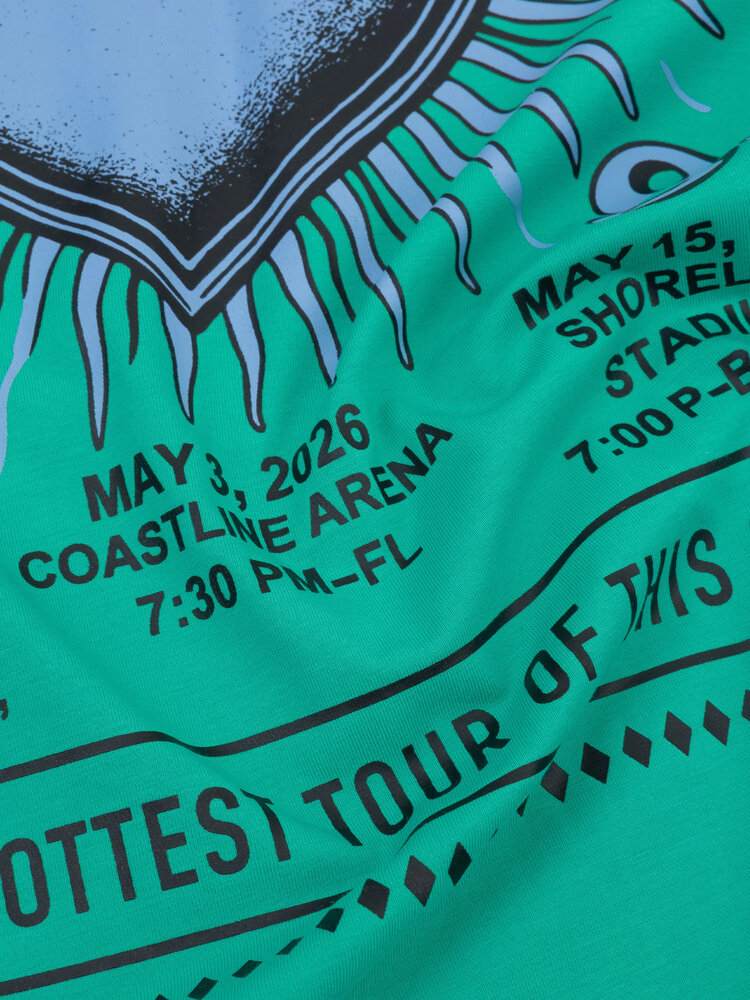 MAY 3, 2026
COASTLINE ARENA
7:30 PM-FL
MAY 15,
SHOREL
STADIU
7:00 P-B
OTTEST TOUR OF THIS